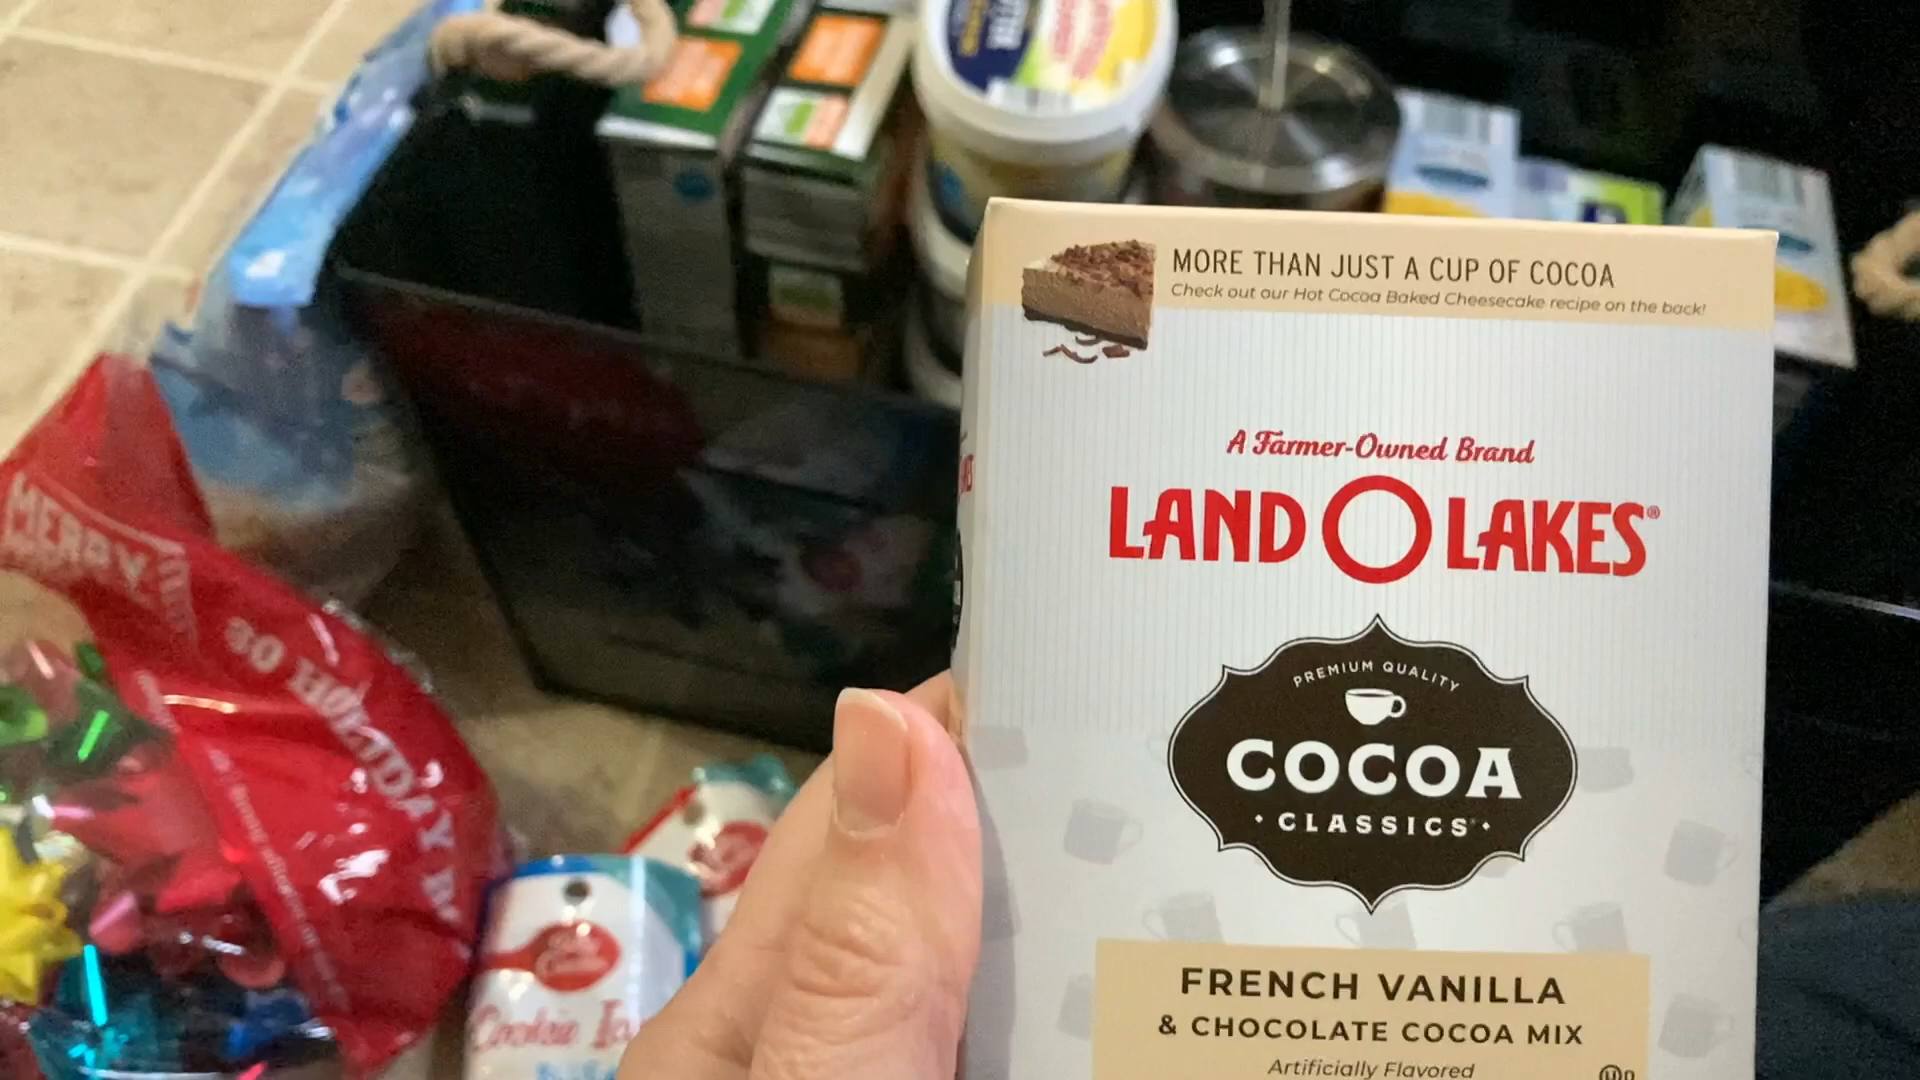 MORE THAN JUST A CUP OF COCOA
Check out our Hot Cocoa Baked Cheesecake recipe on the back!
A Farmer-Owned Brand
LAND O LAKES®
PREMIUM QUALITY
COCOA
• CLASSICS •
FRENCH VANILLA
& CHOCOLATE COCOA MIX
Artificially Flavored
MERRY
SO HOLIDAY
Cookie